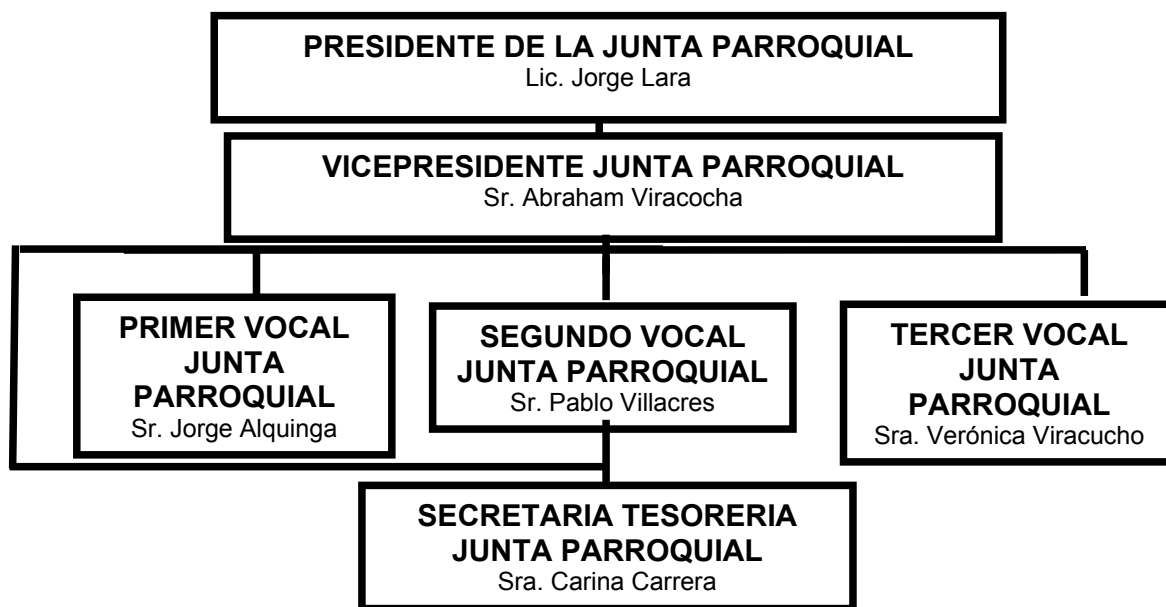 PRESIDENTE DE LA JUNTA PARROQUIAL
Lic. Jorge Lara
VICEPRESIDENTE JUNTA PARROQUIAL
Sr. Abraham Viracocha
PRIMER VOCAL
JUNTA
PARROQUIAL
Sr. Jorge Alquinga
SEGUNDO VOCAL
JUNTA PARROQUIAL
Sr. Pablo Villacres
TERCER VOCAL
JUNTA
PARROQUIAL
Sra. Verónica Viracucho
SECRETARIA TESORERIA
JUNTA PARROQUIAL
Sra. Carina Carrera